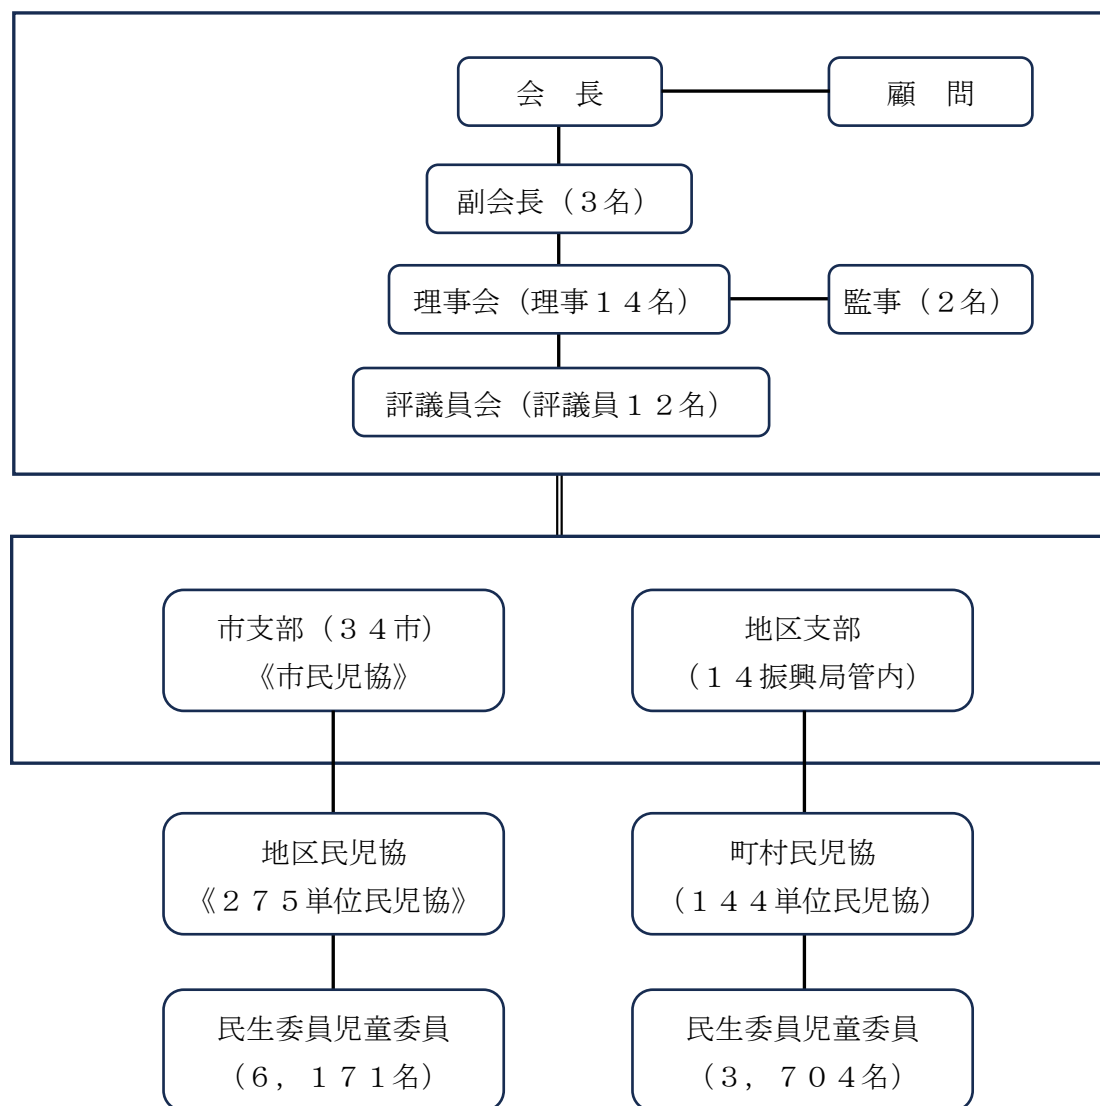 会　長
顧　問
副会長（３名）
理事会（理事１４名）
監事（２名）
評議員会（評議員１２名）
市支部（３４市）
《市民児協》
地区支部
（１４振興局管内）
地区民児協
《２７５単位民児協》
町村民児協
（１４４単位民児協）
民生委員児童委員
（６，１７１名）
民生委員児童委員
（３，７０４名）